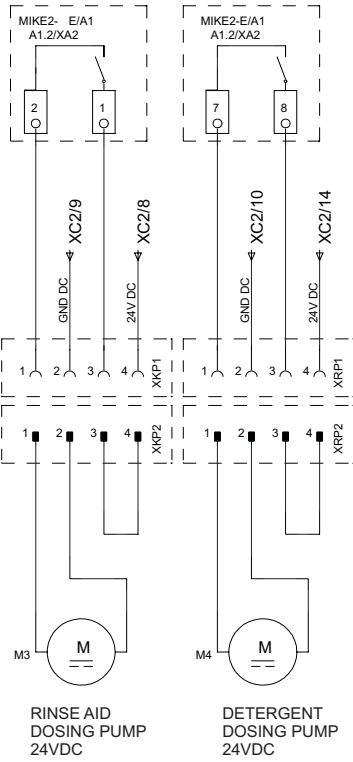 MIKE2- E/A1
A1.2/XA2
2
1
MIKE2-E/A1
A1.2/XA2
7
8
XC2/9
XC2/8
XC2/10
XC2/14
GND DC
24V DC
GND DC
24V DC
1 2 3 4
XKP1
1 2 3 4
XRP1
1 2 3 4
XKP2
1 2 3 4
XRP2
M3
M
M4
M
RINSE AID
DOSING PUMP
24VDC
DETERGENT
DOSING PUMP
24VDC